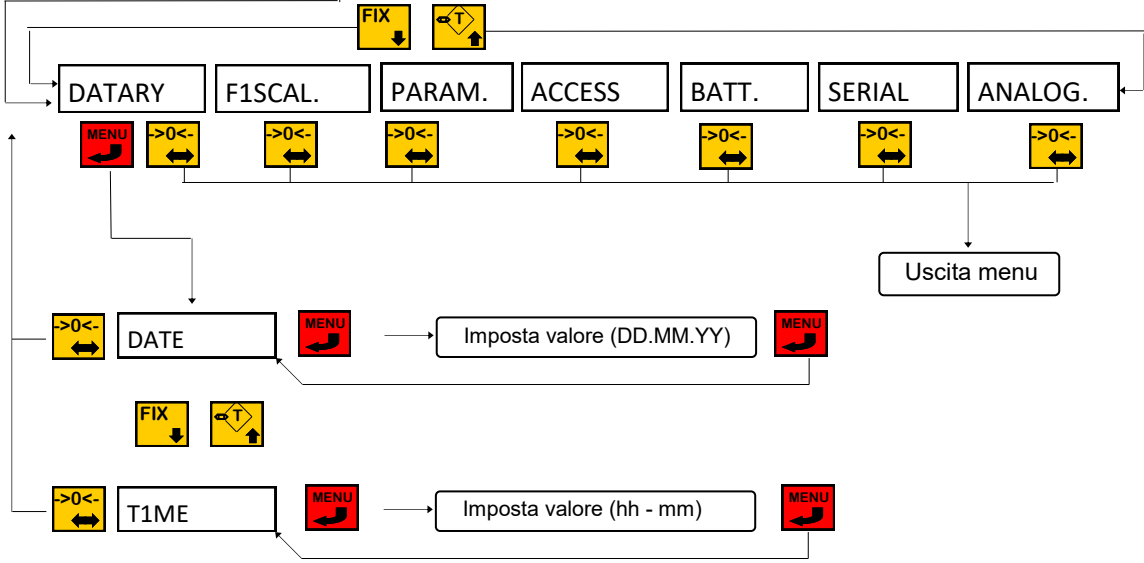 FIX T
DATARY F1SCAL. PARAM. ACCESS BATT. SERIAL ANALOG.
MENU ->0<- ->0<- ->0<- ->0<- ->0<- ->0<- ->0<-
Uscita menu
->0<- DATE MENU Imposta valore (DD.MM.YY) MENU
FIX T
->0<- T1ME MENU Imposta valore (hh - mm) MENU